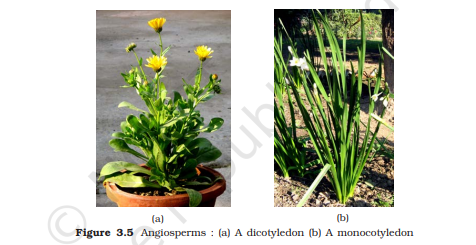 (a)
(b)
Figure 3.5 Angiosperms : (a) A dicotyledon (b) A monocotyledon